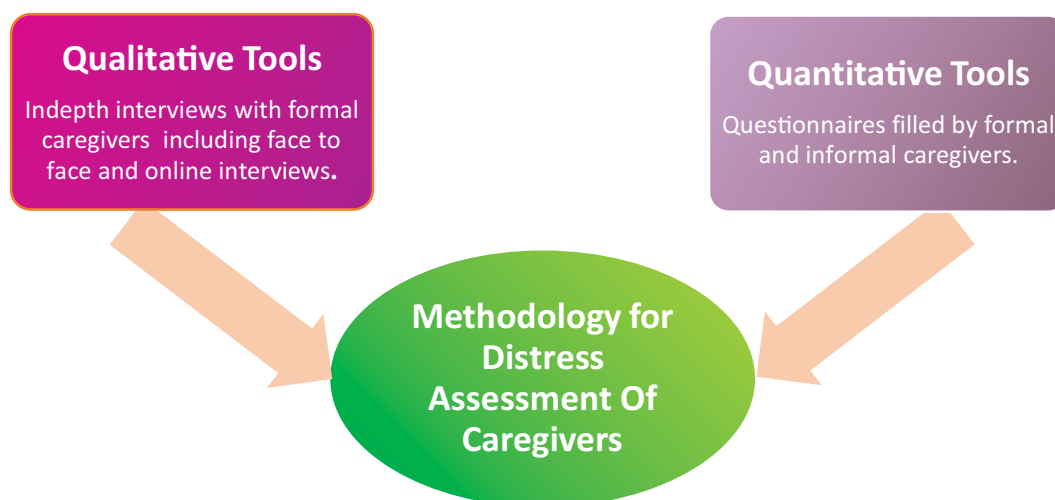 Qualitative Tools
Indepth interviews with formal
caregivers including face to
face and online interviews.
Quantitative Tools
Questionnaires filled by formal
and informal caregivers.
Methodology for
Distress
Assessment Of
Caregivers